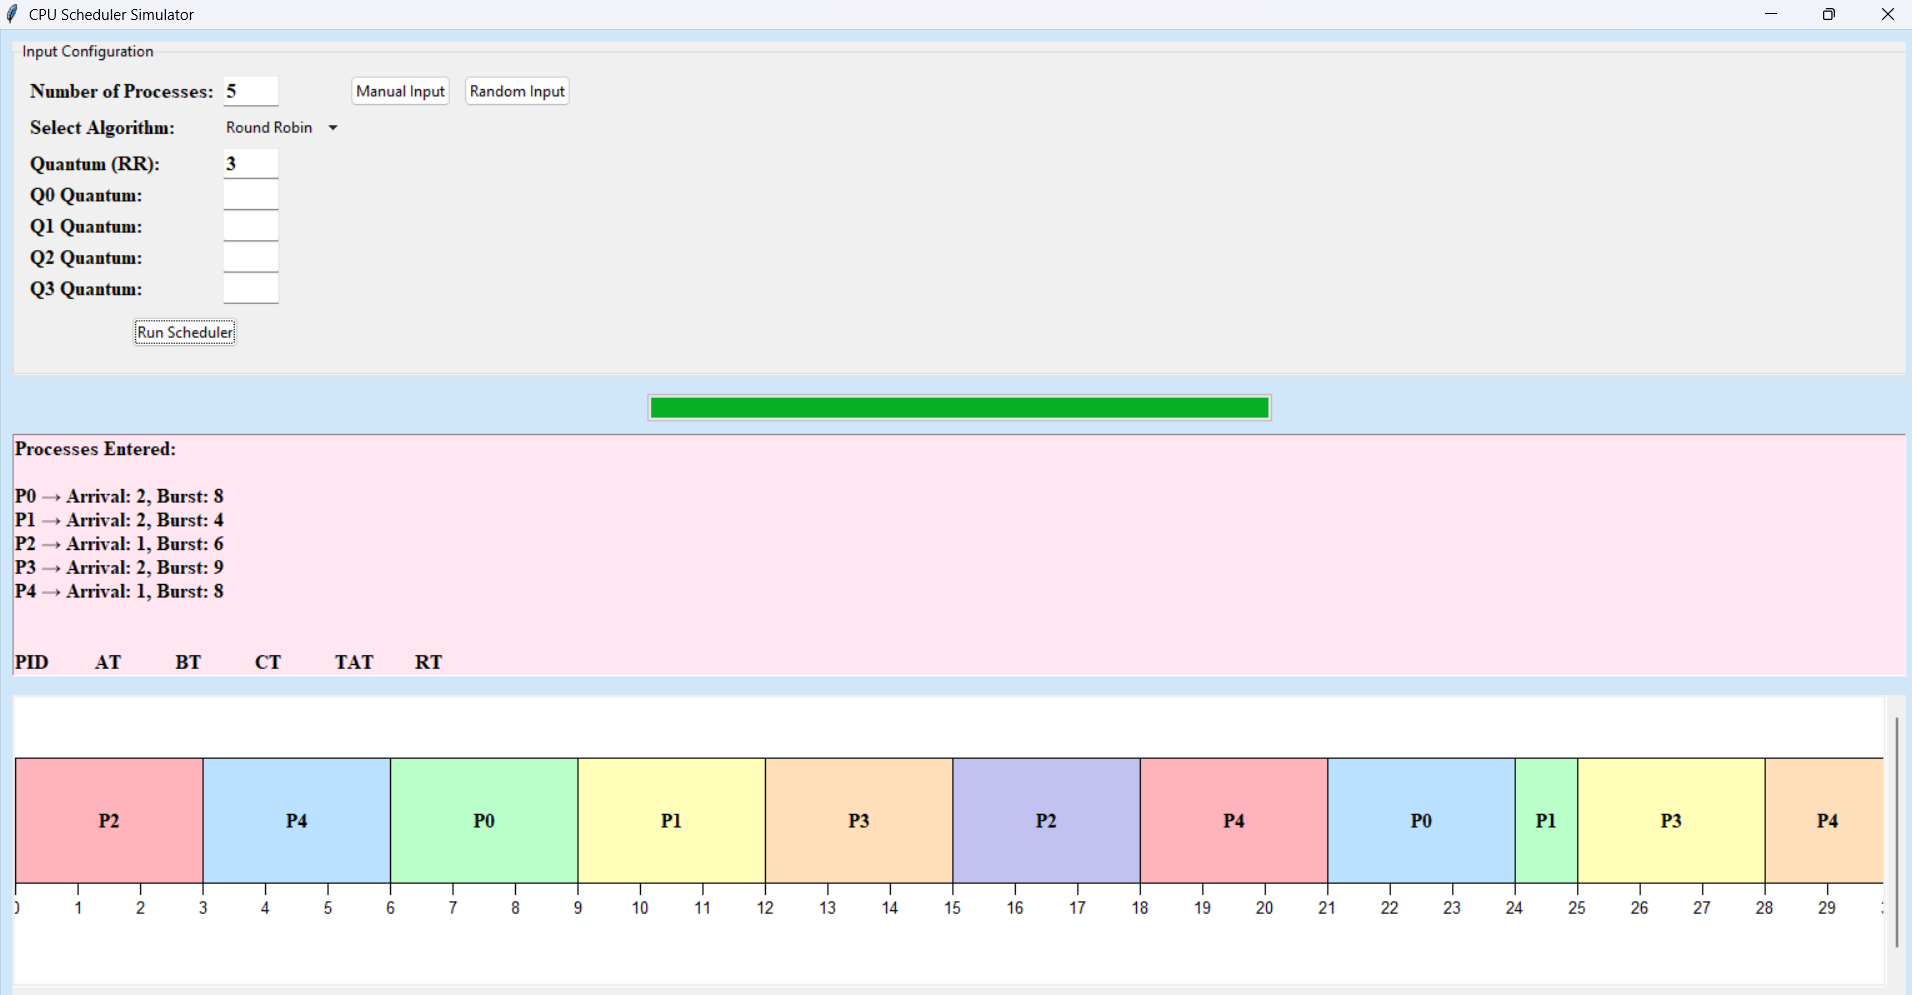 CPU Scheduler Simulator
Input Configuration
Number of Processes: 5 Manual Input Random Input
Select Algorithm: Round Robin
Quantum (RR): 3
Q0 Quantum:
Q1 Quantum:
Q2 Quantum:
Q3 Quantum:
Run Scheduler
Processes Entered:
P0 → Arrival: 2, Burst: 8
P1 → Arrival: 2, Burst: 4
P2 → Arrival: 1, Burst: 6
P3 → Arrival: 2, Burst: 9
P4 → Arrival: 1, Burst: 8
PID AT BT CT TAT RT
P2 P4 P0 P1 P3 P2 P4 P0 P1 P3 P4
0 1 2 3 4 5 6 7 8 9 10 11 12 13 14 15 16 17 18 19 20 21 22 23 24 25 26 27 28 29